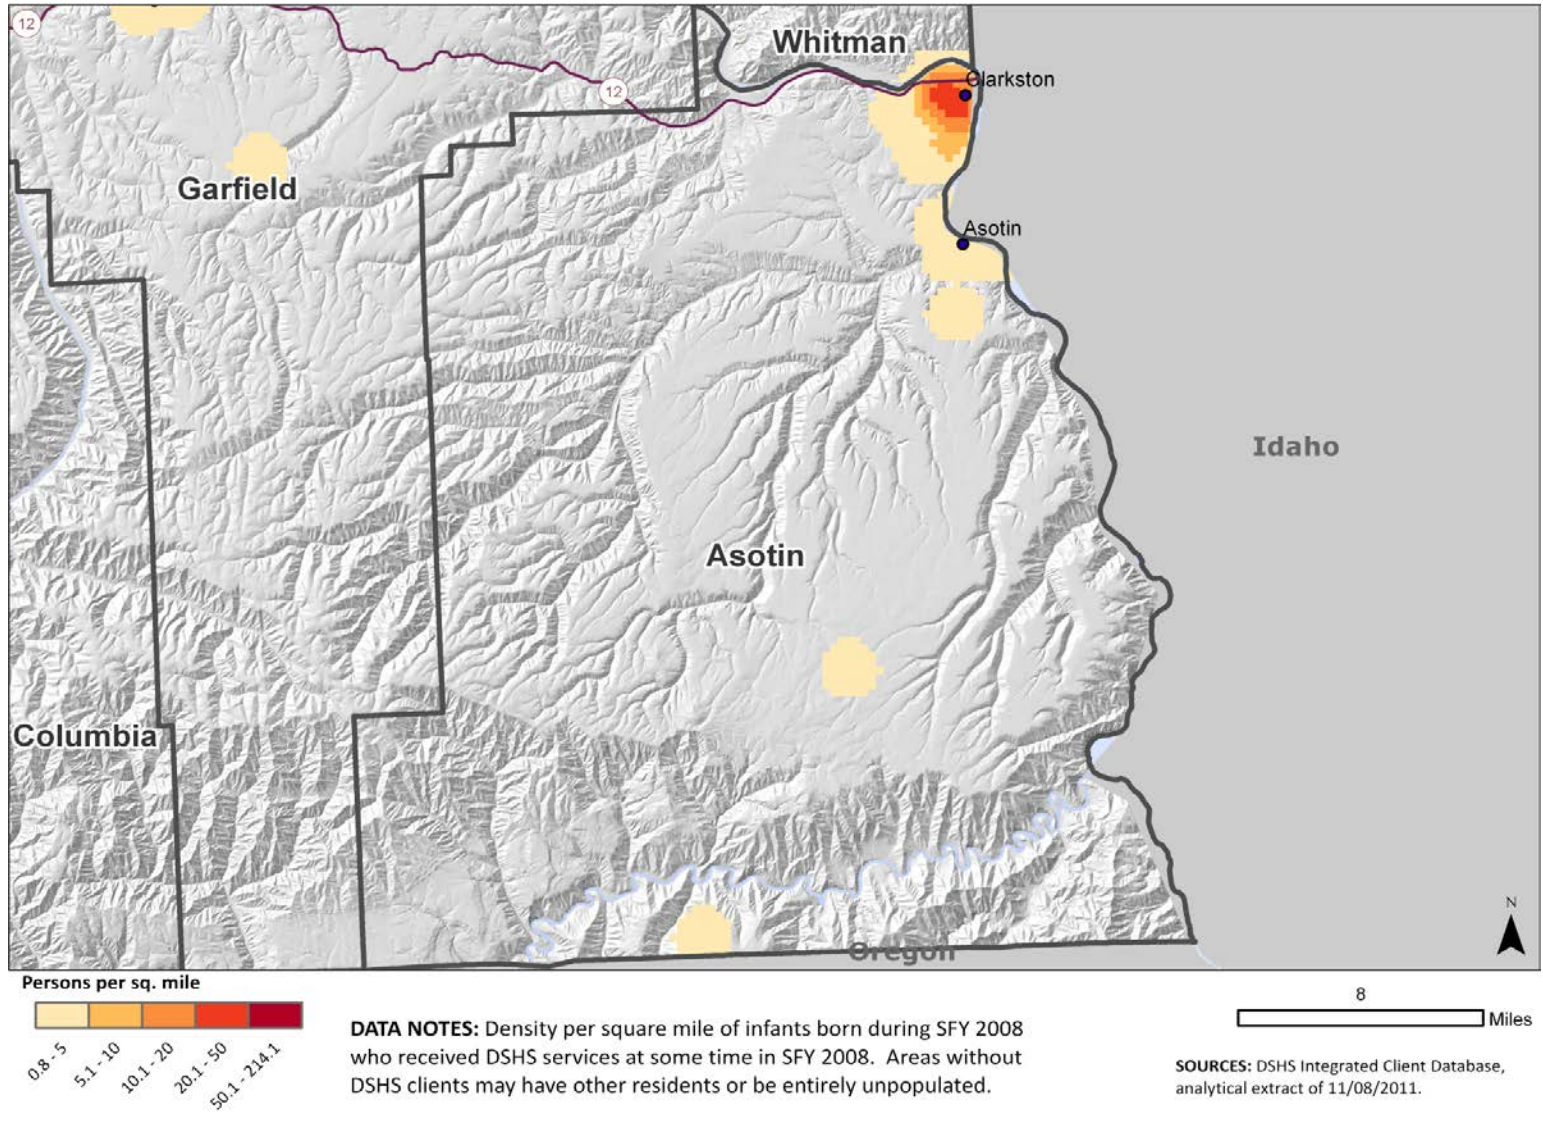 12
Whitman
Clarkston
12
Garfield
Asotin
Idaho
Asotin
Columbia
N
Oregon
Persons per sq. mile
0.8 - 5
5.1 - 10
10.1 - 20
20.1 - 50
50.1 - 214.1
DATA NOTES: Density per square mile of infants born during SFY 2008
who received DSHS services at some time in SFY 2008. Areas without
DSHS clients may have other residents or be entirely unpopulated.
8
Miles
SOURCES: DSHS Integrated Client Database,
analytical extract of 11/08/2011.